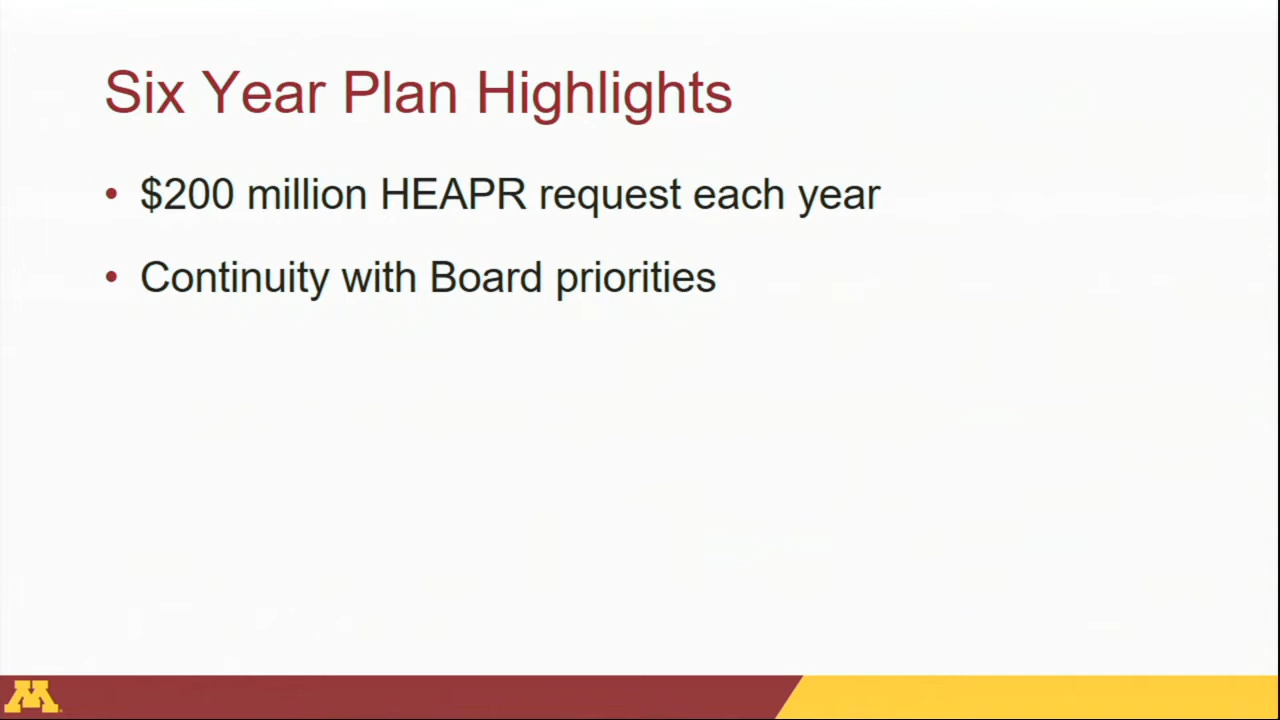 Six Year Plan Highlights
• $200 million HEAPR request each year
• Continuity with Board priorities
M